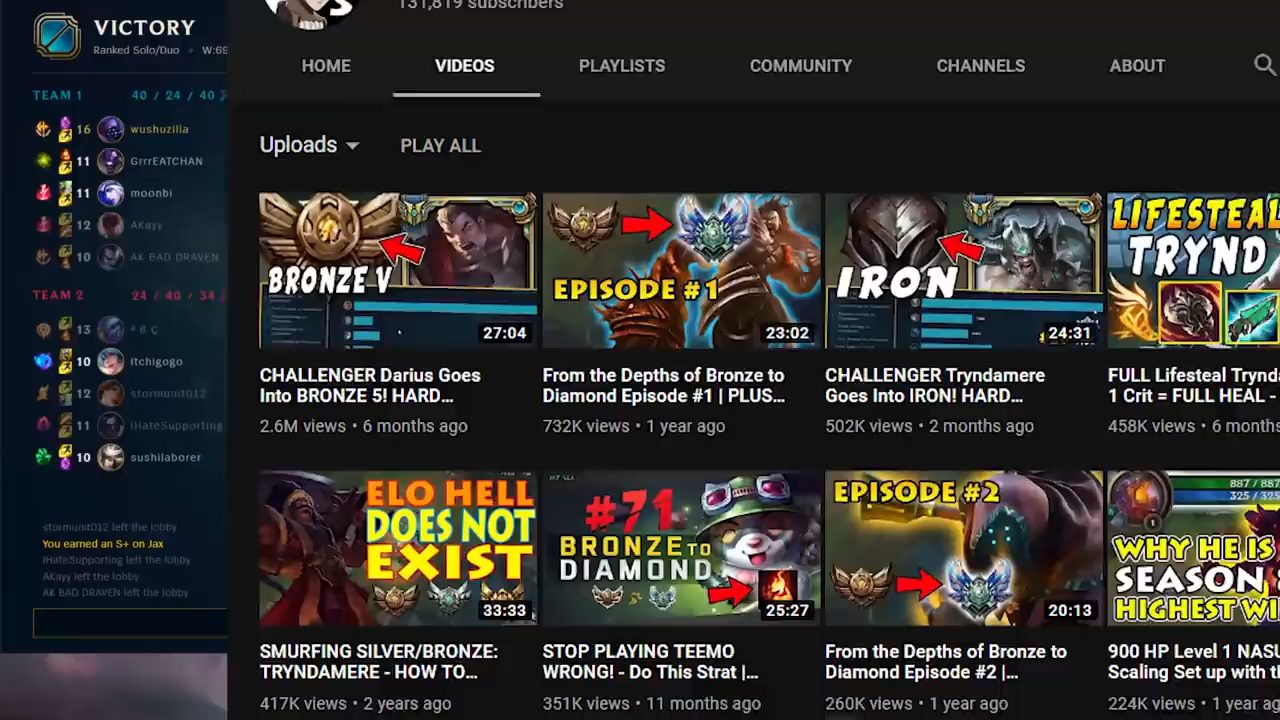 VICTORY
Ranked Solo/Duo • W:69
TEAM 1 40 / 24 / 40
16 wushuzilla
11 GrrrEATCHAN
11 moonbi
12 AKayy
10 AK BAD DRAVEN
TEAM 2 24 / 40 / 34
13
10 itchigogo
12 stormunit012
11 iHateSupporting
10 sushilaborer
stormunit012 left the lobby
You earned an S+ on Jax
iHateSupporting left the lobby
AKayy left the lobby
AK BAD DRAVEN left the lobby
131,819 subscribers
HOME VIDEOS PLAYLISTS COMMUNITY CHANNELS ABOUT
Uploads PLAY ALL
BRONZE V
27:04
EPISODE #1
23:02
IRON
24:31
LIFESTEAL
TRYND
CHALLENGER Darius Goes
Into BRONZE 5! HARD...
2.6M views • 6 months ago
From the Depths of Bronze to
Diamond Episode #1 | PLUS...
732K views • 1 year ago
CHALLENGER Tryndamere
Goes Into IRON! HARD...
502K views • 2 months ago
FULL Lifesteal Trynd
1 Crit = FULL HEAL -
458K views • 6 months
ELO HELL
DOES NOT
EXIST
33:33
#71
BRONZE TO
DIAMOND
25:27
EPISODE #2
20:13
887 / 887
325 / 325
WHY HE IS
SEASON
HIGHEST WI
SMURFING SILVER/BRONZE:
TRYNDAMERE - HOW TO...
417K views • 2 years ago
STOP PLAYING TEEMO
WRONG! - Do This Strat |...
351K views • 11 months ago
From the Depths of Bronze to
Diamond Episode #2 |...
260K views • 1 year ago
900 HP Level 1 NASU
Scaling Set up with th
224K views • 1 year ag